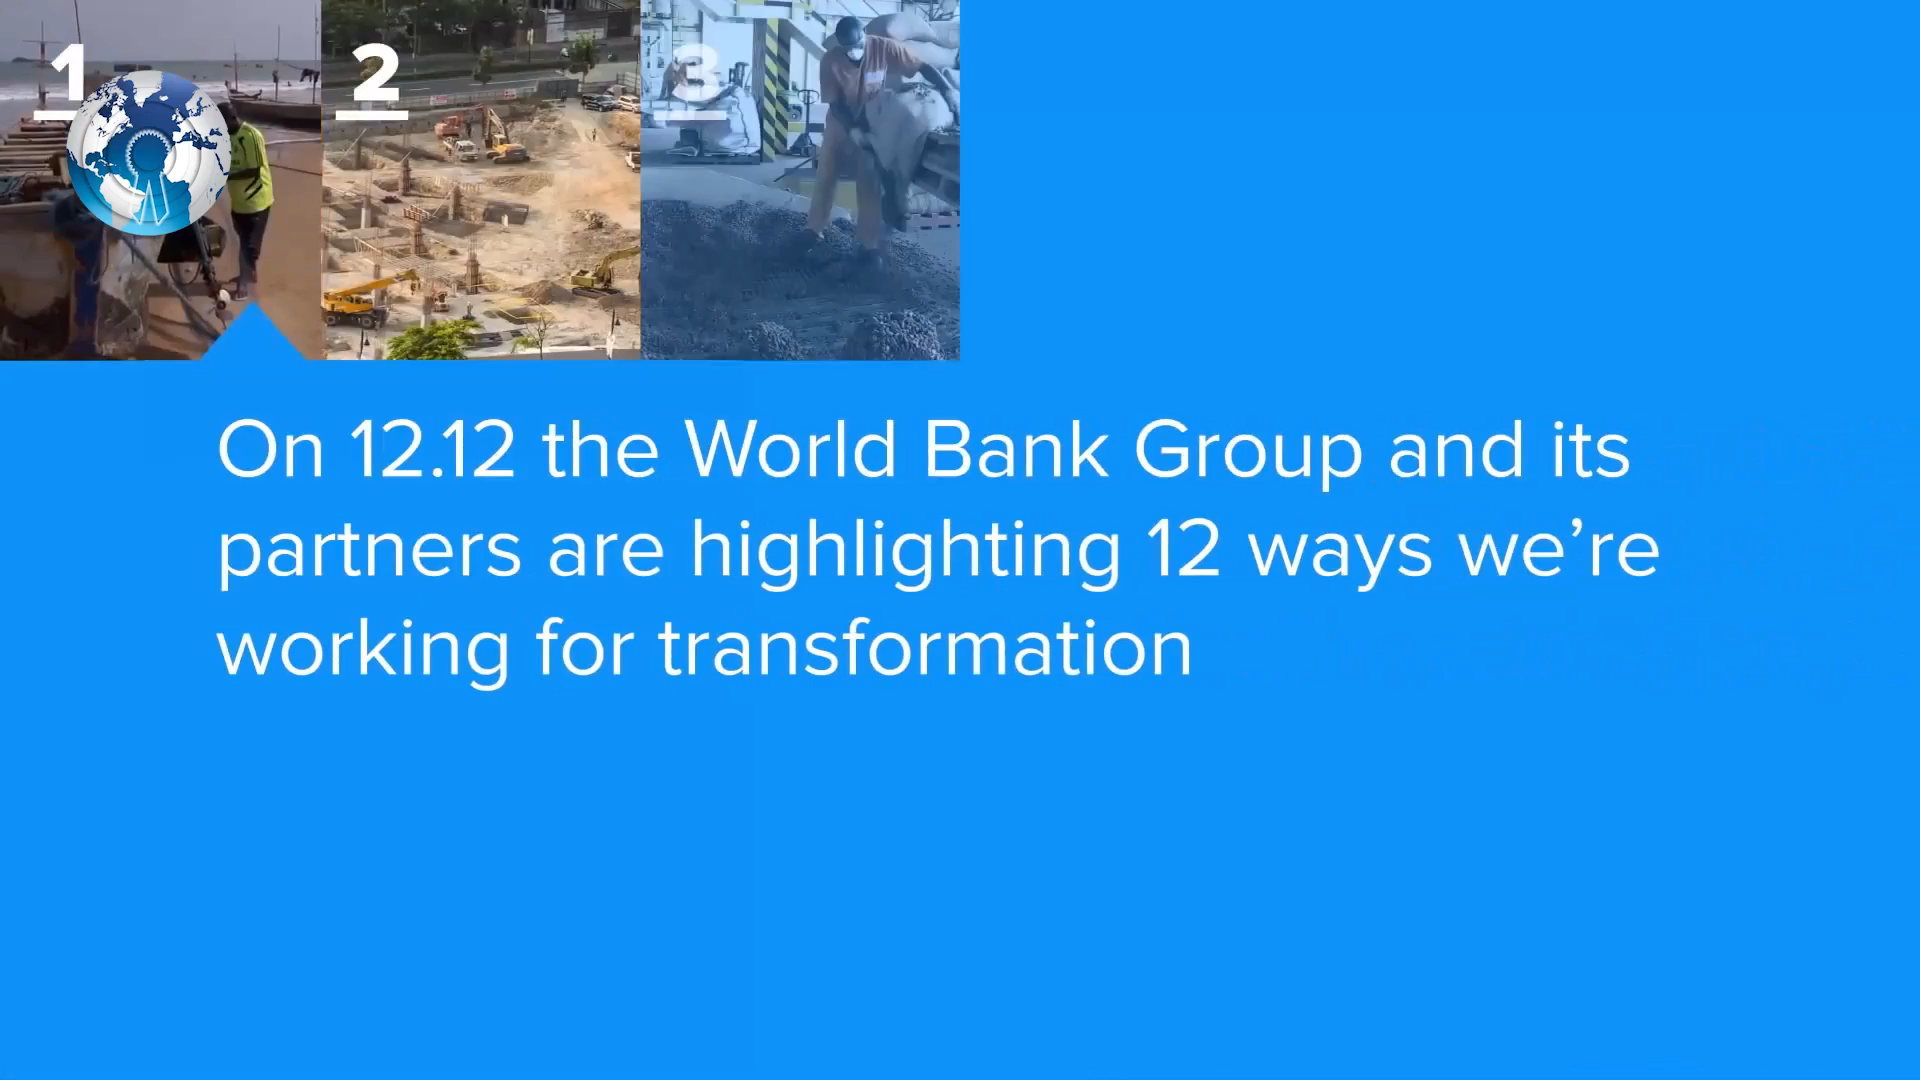 1
2
3
On 12.12 the World Bank Group and its
partners are highlighting 12 ways we’re
working for transformation